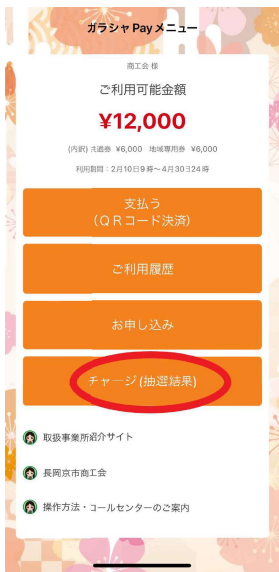 ガラシャ Pay メニュー
商工会 様
ご利用可能金額
¥12,000
(内訳) 共通券 ¥6,000 地域専用券 ¥6,000
利用期間：2月10日9時～4月30日24時
支払う
(QRコード決済)
ご利用履歴
お申し込み
チャージ (抽選結果)
取扱事業所紹介サイト
長岡京市商工会
操作方法・コールセンターのご案内